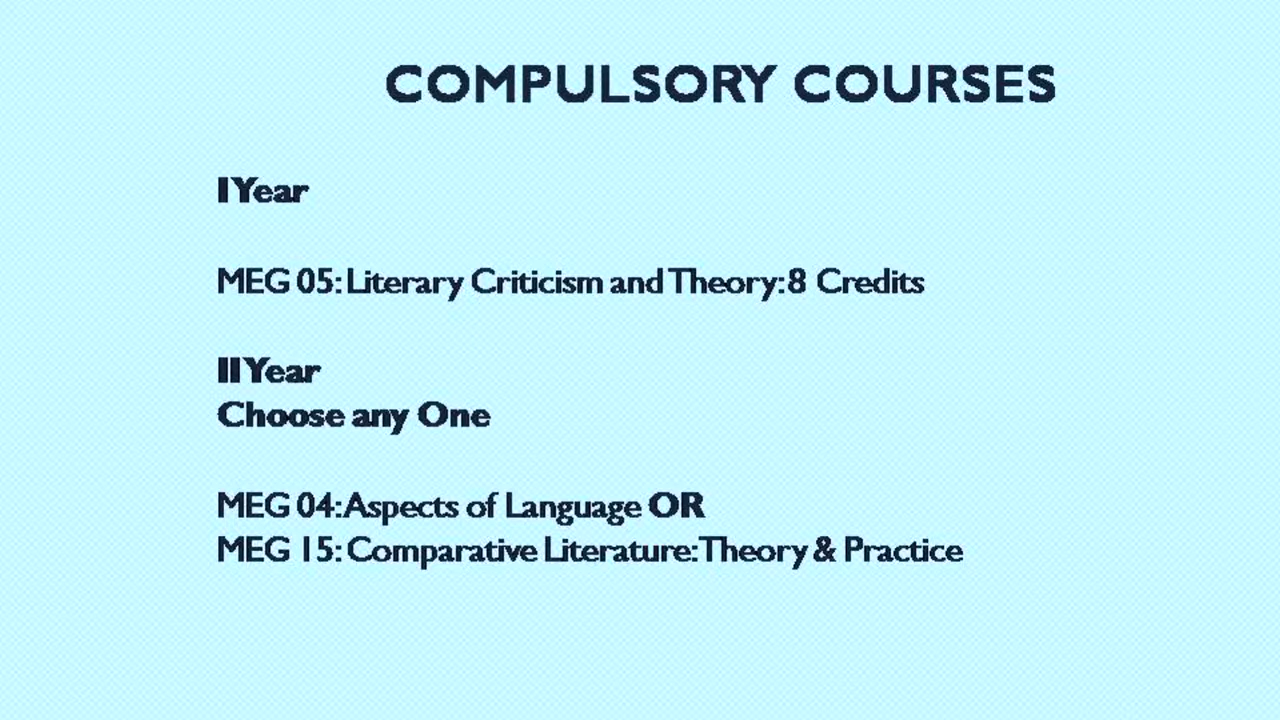 COMPULSORY COURSES
I Year
MEG 05: Literary Criticism and Theory: 8 Credits
II Year
Choose any One
MEG 04: Aspects of Language OR
MEG 15: Comparative Literature: Theory & Practice